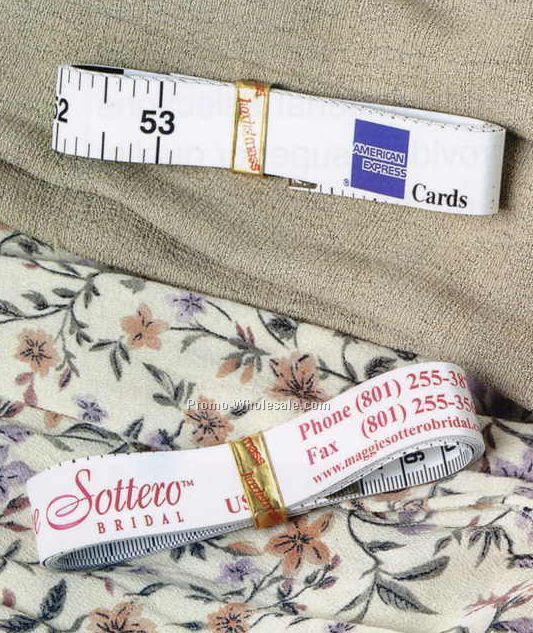 53
AMERICAN
EXPRESS
®
Cards
Promo-Wholesale.com
Sottero™
BRIDAL
US
Phone (801) 255-38
Fax (801) 255-35
www.maggiesotterobridal.c
6